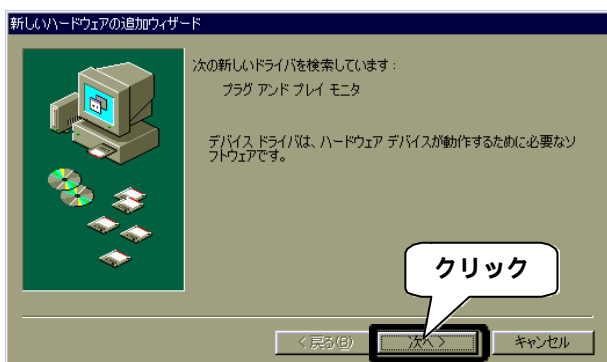 新しいハードウェアの追加ウィザード
次の新しいドライバを検索しています：
プラグ アンド プレイ モニタ
デバイス ドライバは、ハードウェア デバイスが動作するために必要なソ
フトウェアです。
クリック
< 戻る(B)
次へ >
キャンセル